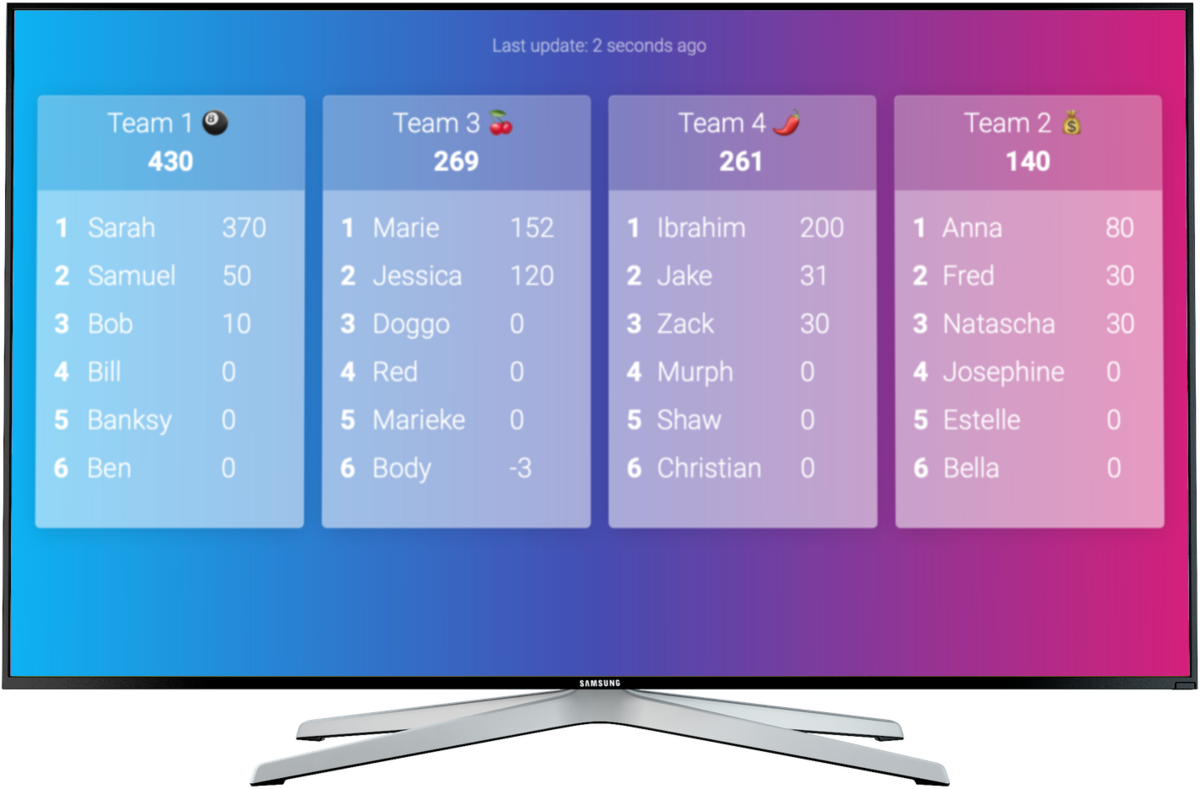 Last update: 2 seconds ago
Team 1 🎱
430
1 Sarah 370
2 Samuel 50
3 Bob 10
4 Bill 0
5 Banksy 0
6 Ben 0
Team 3 🍒
269
1 Marie 152
2 Jessica 120
3 Doggo 0
4 Red 0
5 Marieke 0
6 Body -3
Team 4 🌶️
261
1 Ibrahim 200
2 Jake 31
3 Zack 30
4 Murph 0
5 Shaw 0
6 Christian 0
Team 2 💰
140
1 Anna 80
2 Fred 30
3 Natascha 30
4 Josephine 0
5 Estelle 0
6 Bella 0
SAMSUNG